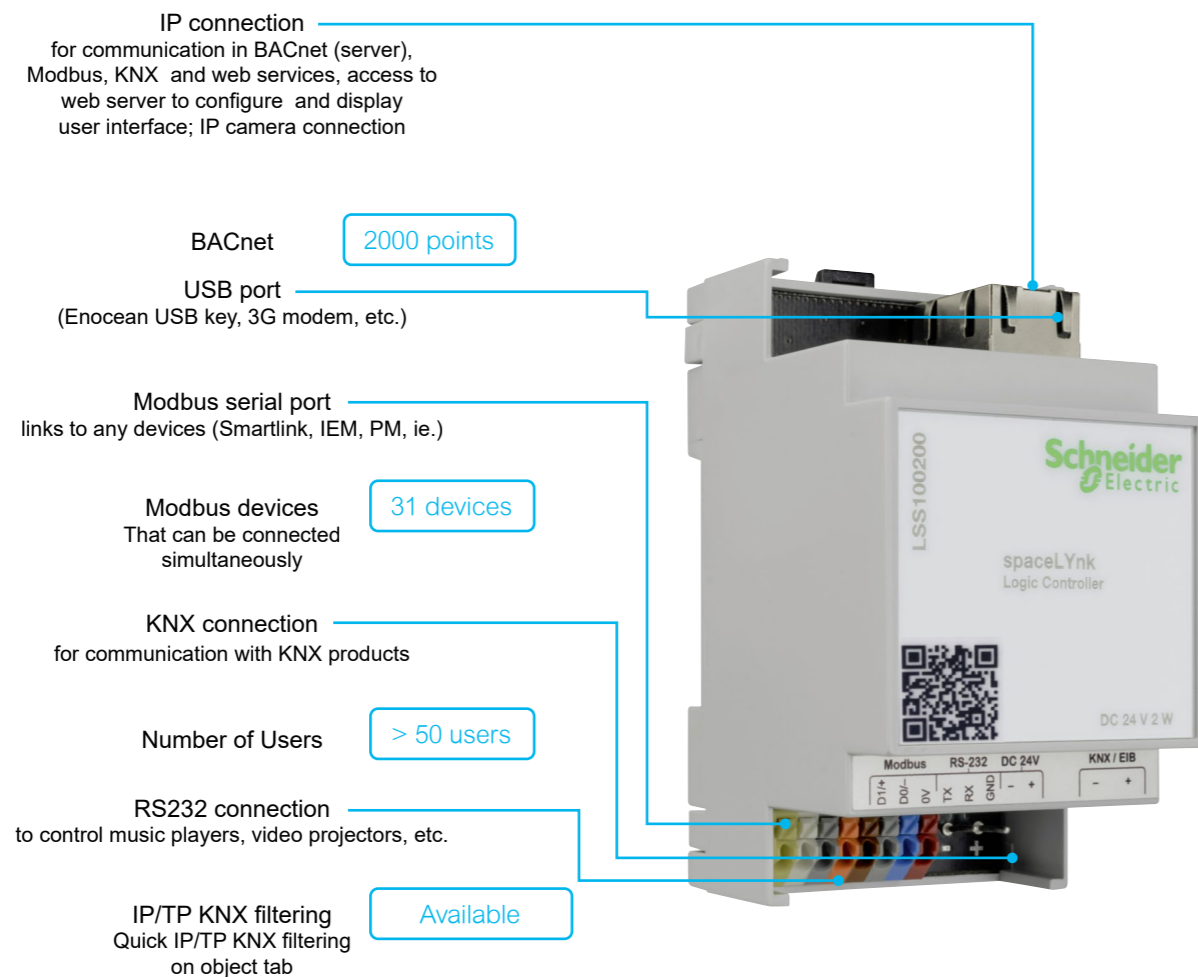 IP connection
for communication in BACnet (server),
Modbus, KNX and web services, access to
web server to configure and display
user interface; IP camera connection
BACnet
2000 points
USB port
(Enocean USB key, 3G modem, etc.)
Modbus serial port
links to any devices (Smartlink, IEM, PM, ie.)
Modbus devices
That can be connected
simultaneously
31 devices
KNX connection
for communication with KNX products
Number of Users
> 50 users
RS232 connection
to control music players, video projectors, etc.
IP/TP KNX filtering
Quick IP/TP KNX filtering
on object tab
Available
LSS100200
Schneider
Electric
spaceLYnk
Logic Controller
DC 24 V 2 W
Modbus RS-232 DC 24V KNX / EIB
D1/+ D0/– 0V TX RX GND – + – +
– +